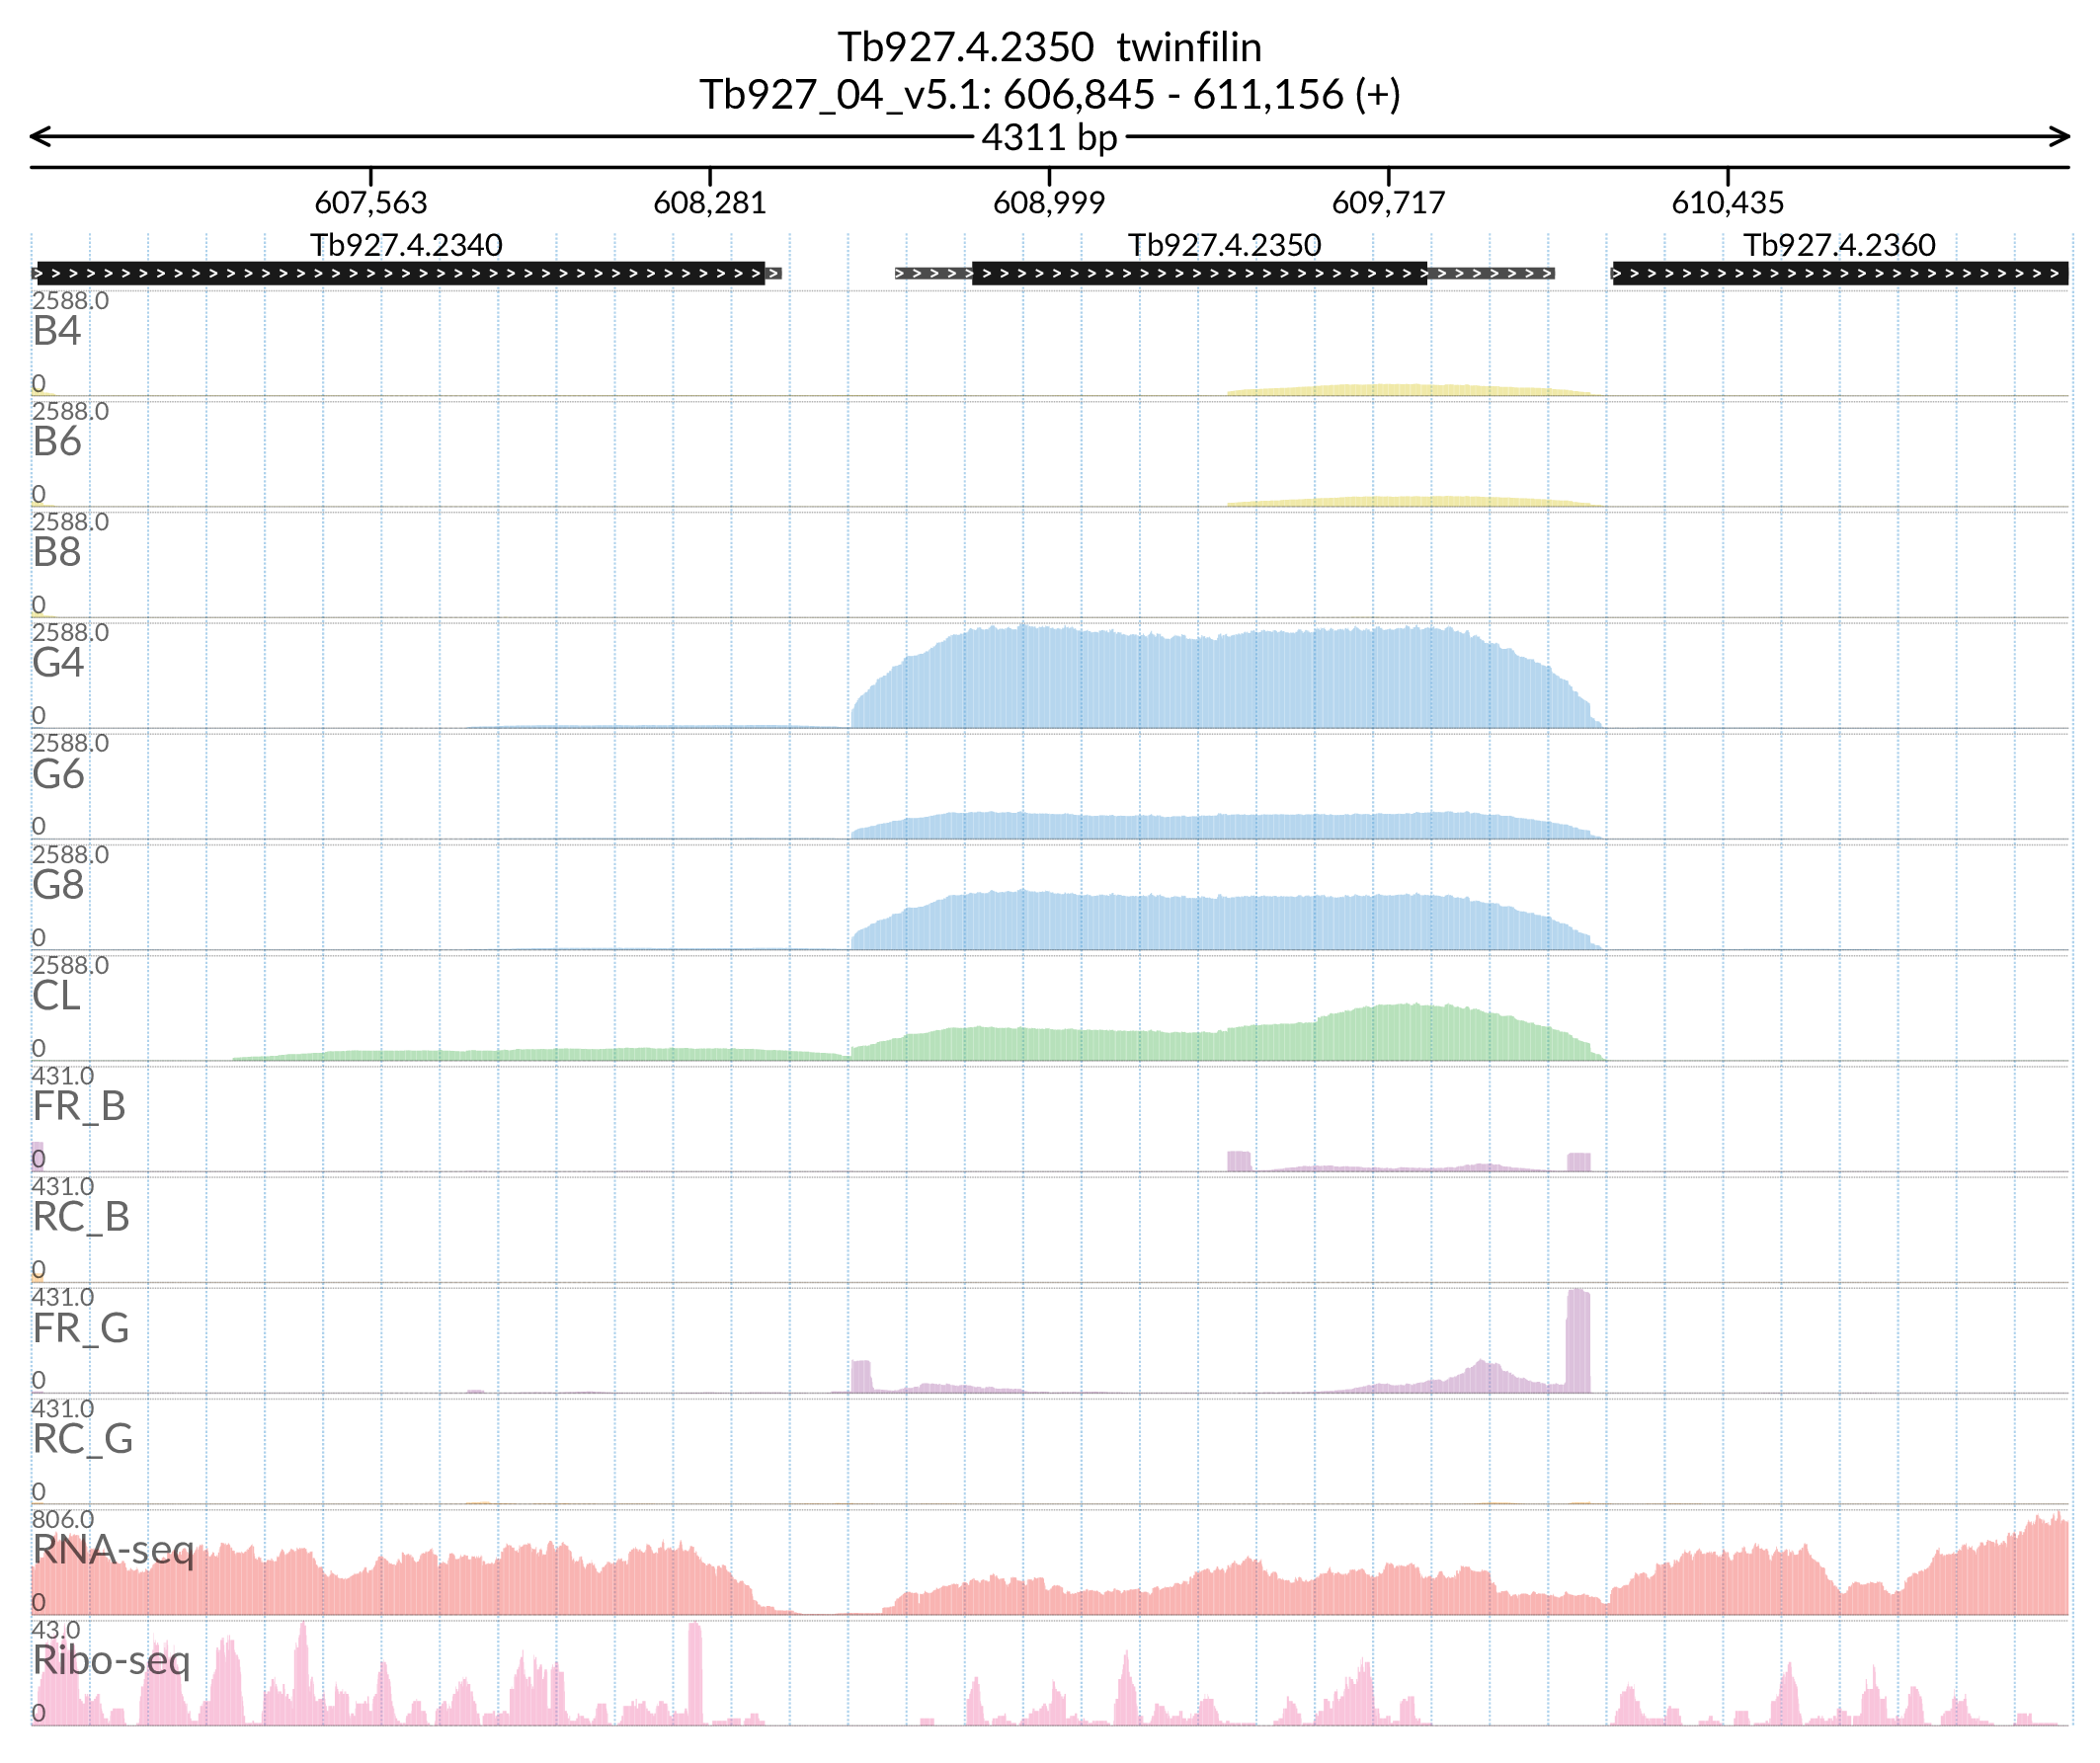 Tb927.4.2350 twinfilin
Tb927_04_v5.1: 606,845 - 611,156 (+)
4311 bp
607,563 608,281 608,999 609,717 610,435
Tb927.4.2340 Tb927.4.2350 Tb927.4.2360
2588.0
B4
0
2588.0
B6
0
2588.0
B8
0
2588.0
G4
0
2588.0
G6
0
2588.0
G8
0
2588.0
CL
0
431.0
FR_B
0
431.0
RC_B
0
431.0
FR_G
0
431.0
RC_G
0
806.0
RNA-seq
0
43.0
Ribo-seq
0